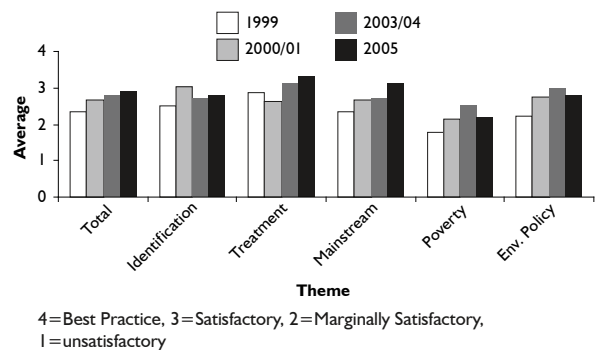 1999
2003/04
2000/01
2005
4
3
2
1
0
Average
Total
Identification
Treatment
Mainstream
Poverty
Env. Policy
Theme
4=Best Practice, 3=Satisfactory, 2=Marginally Satisfactory,
1=unsatisfactory